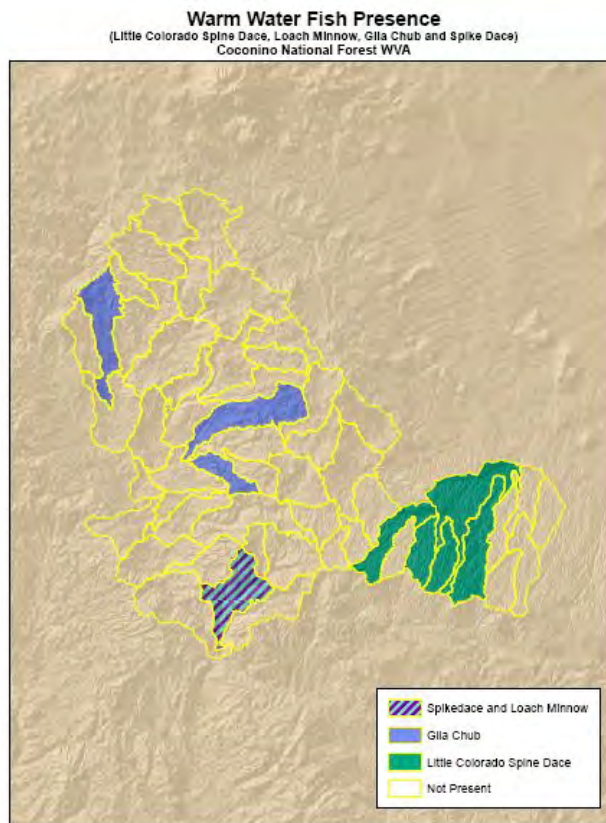 Warm Water Fish Presence
(Little Colorado Spine Dace, Loach Minnow, Gila Chub and Spike Dace)
Coconino National Forest WVA
Spikedace and Loach Minnow
Gila Chub
Little Colorado Spine Dace
Not Present